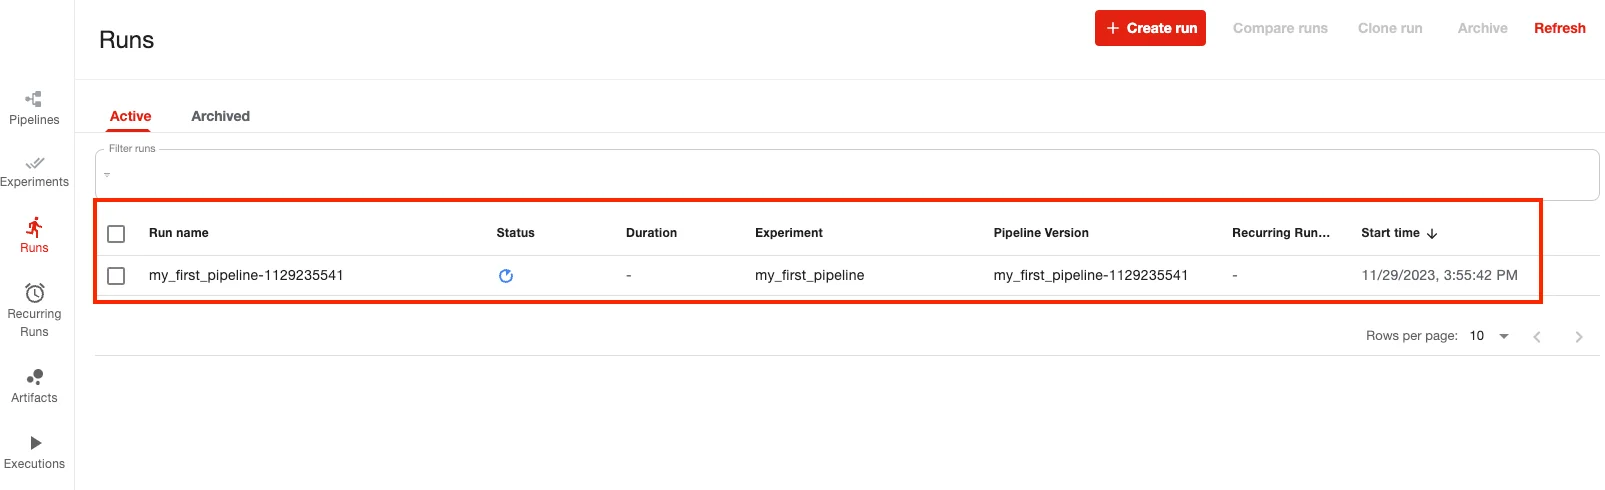 Runs
Create run
Compare runs
Clone run
Archive
Refresh
Pipelines
Experiments
Runs
Recurring
Runs
Artifacts
Executions
Active
Archived
Filter runs
Run name
Status
Duration
Experiment
Pipeline Version
Recurring Run...
Start time
my_first_pipeline-1129235541
-
my_first_pipeline
my_first_pipeline-1129235541
-
11/29/2023, 3:55:42 PM
Rows per page:
10